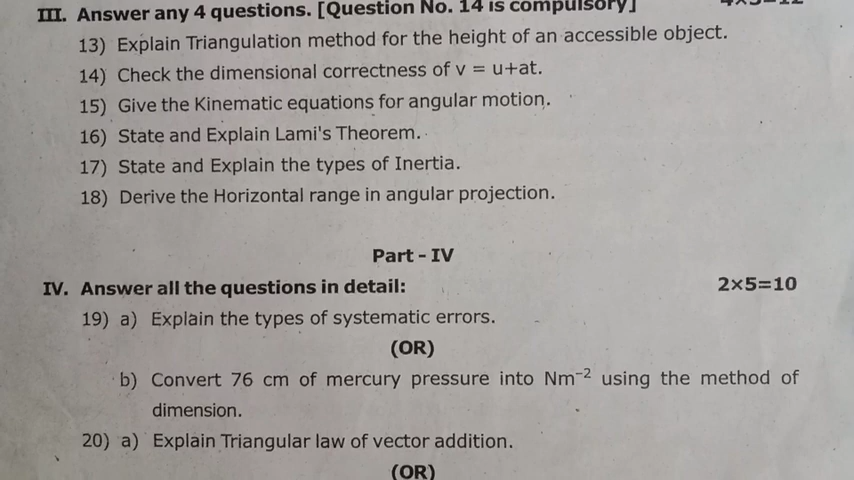 III. Answer any 4 questions. [Question No. 14 is compulsory] 4×3=12
13) Explain Triangulation method for the height of an accessible object.
14) Check the dimensional correctness of v = u+at.
15) Give the Kinematic equations for angular motion.
16) State and Explain Lami's Theorem.
17) State and Explain the types of Inertia.
18) Derive the Horizontal range in angular projection.
Part - IV
IV. Answer all the questions in detail: 2×5=10
19) a) Explain the types of systematic errors.
(OR)
b) Convert 76 cm of mercury pressure into Nm⁻² using the method of
dimension.
20) a) Explain Triangular law of vector addition.
(OR)